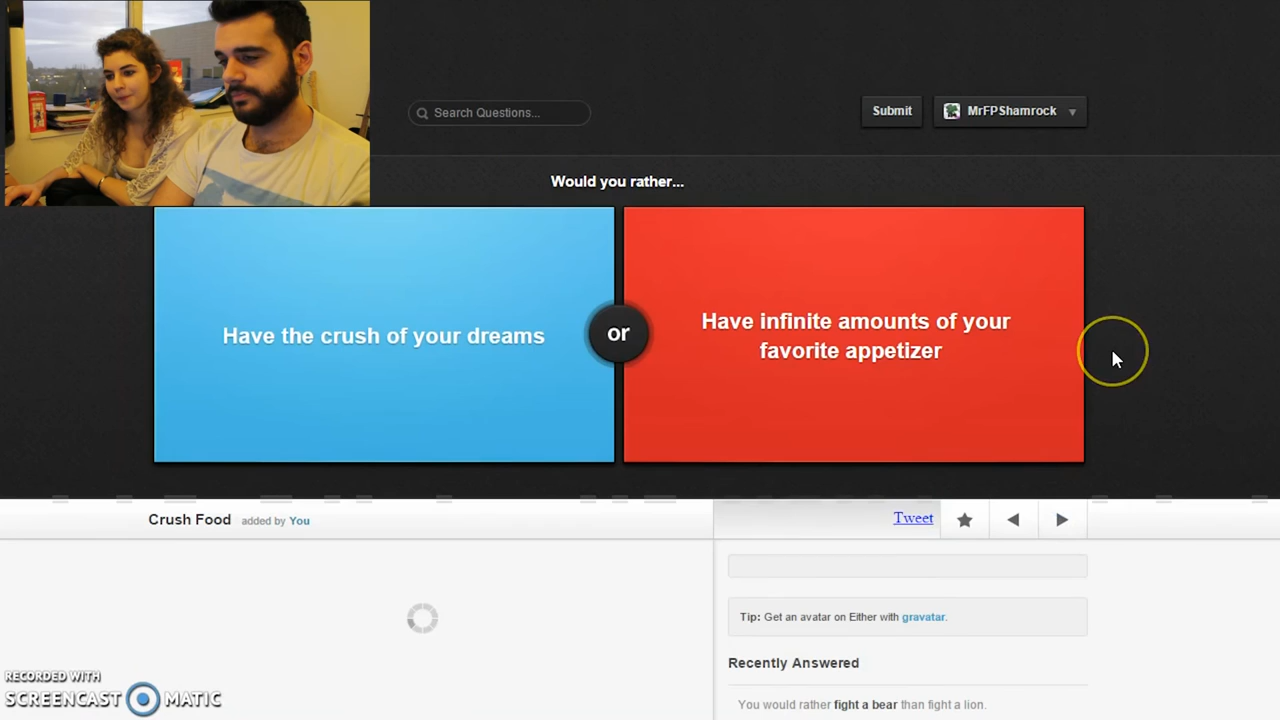 Search Questions...
Submit
MrFPShamrock
Would you rather...
Have the crush of your dreams
or
Have infinite amounts of your
favorite appetizer
Crush Food added by You
Tweet
Tip: Get an avatar on Either with gravatar.
Recently Answered
You would rather fight a bear than fight a lion.
RECORDED WITH
SCREENCAST MATIC